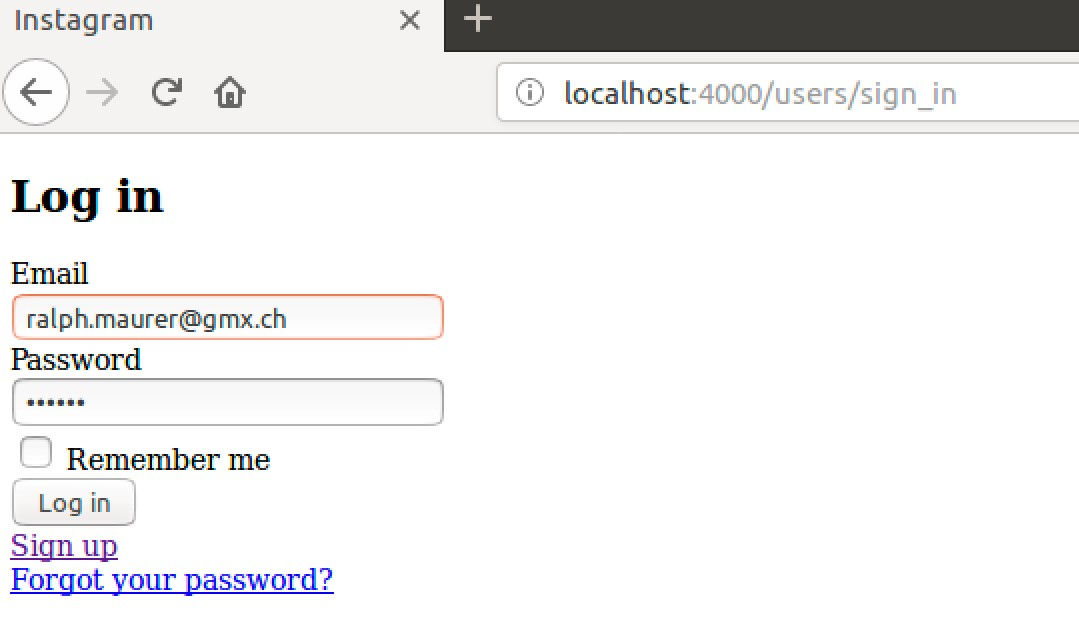 Instagram
localhost:4000/users/sign_in
Log in
Email
ralph.maurer@gmx.ch
Password
••••••
Remember me
Log in
Sign up
Forgot your password?